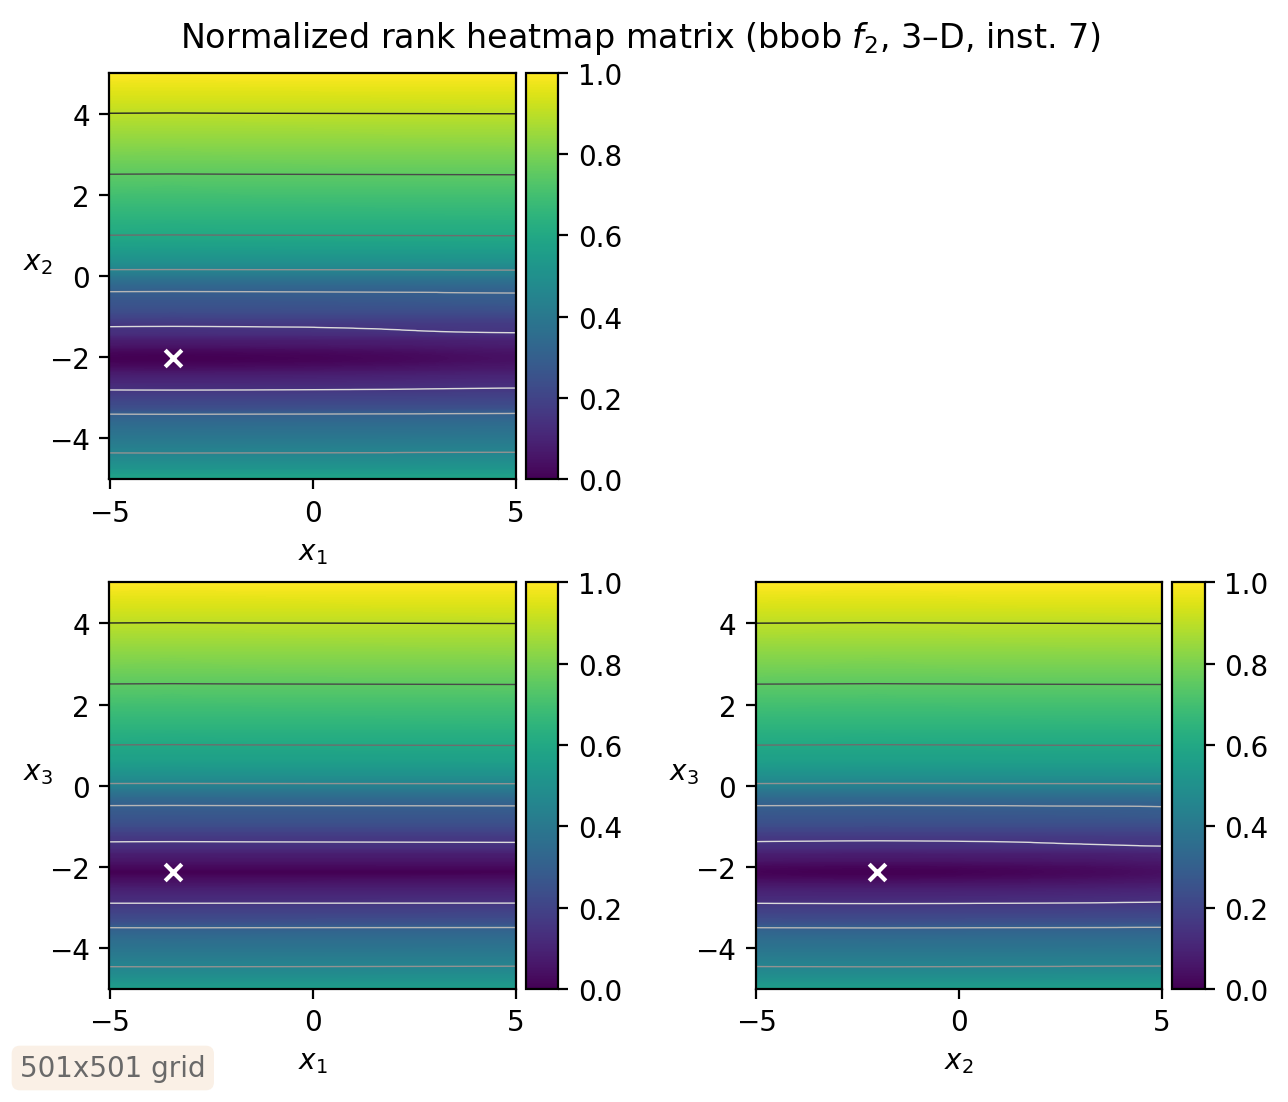 Normalized rank heatmap matrix (bbob f₂, 3–D, inst. 7)
1.0
4
0.8
2
0.6
x₂ 0
0.4
−2
0.2
−4
0.0
−5 0 5
x₁
1.0 1.0
4 0.8 4 0.8
2 0.6 2 0.6
x₃ 0 x₃ 0
0.4 0.4
−2 −2
0.2 0.2
−4 −4
0.0 0.0
−5 0 5 −5 0 5
x₁ x₂
501x501 grid